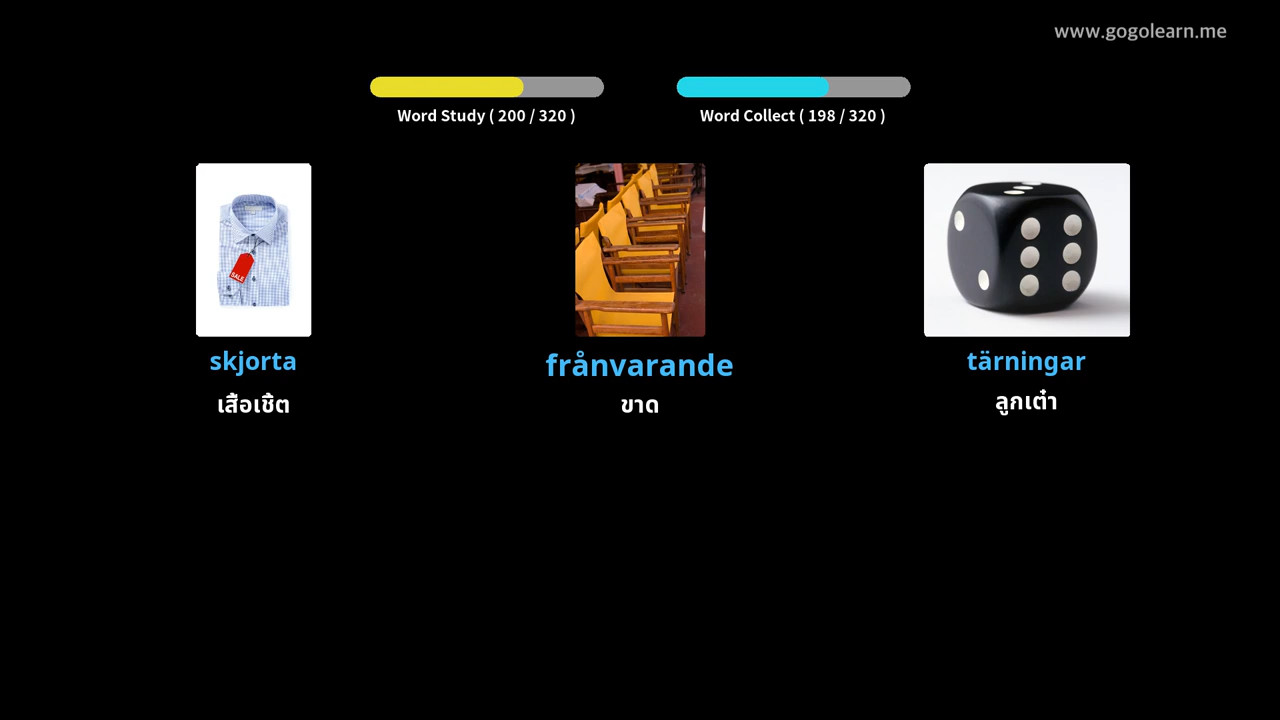 www.gogolearn.me
Word Study ( 200 / 320 )
Word Collect ( 198 / 320 )
SALE
skjorta
frånvarande
tärningar
เสื้อเชิ้ต
ขาด
ลูกเต๋า